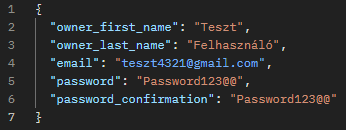 1 {
2 "owner_first_name": "Teszt",
3 "owner_last_name": "Felhasználó",
4 "email": "teszt4321@gmail.com",
5 "password": "Password123@@",
6 "password_confirmation": "Password123@@"
7 }